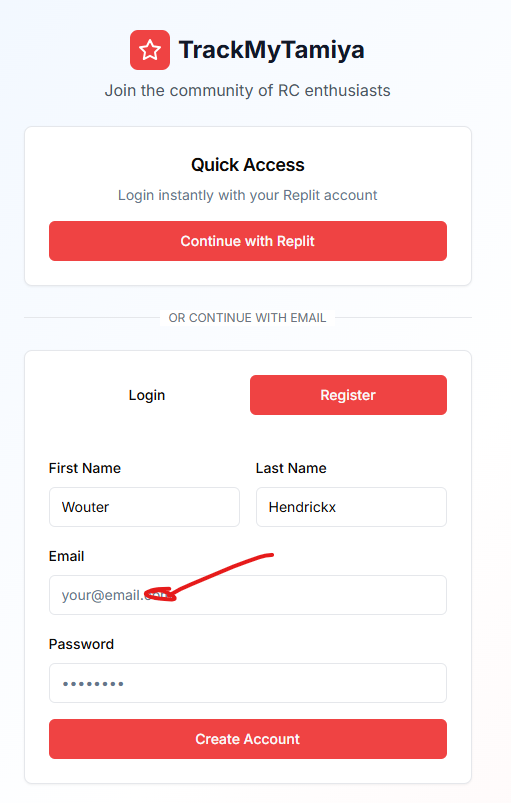 TrackMyTamiya
Join the community of RC enthusiasts
Quick Access
Login instantly with your Replit account
Continue with Replit
OR CONTINUE WITH EMAIL
Login Register
First Name Last Name
Wouter Hendrickx
Email
your@email.com
Password
••••••••
Create Account